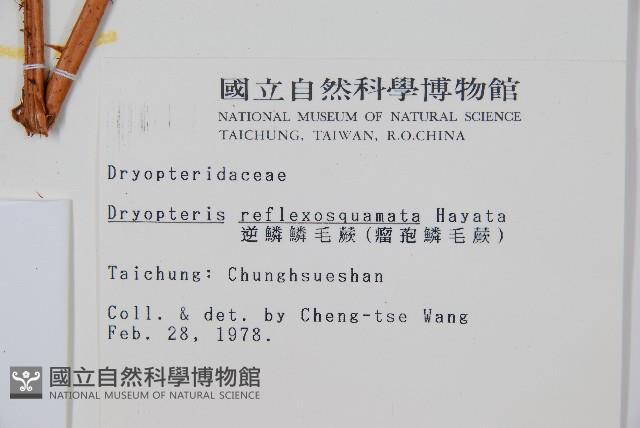 國立自然科學博物館
NATIONAL MUSEUM OF NATURAL SCIENCE
TAICHUNG, TAIWAN, R.O.CHINA
Dryopteridaceae
Dryopteris reflexosquamata Hayata
逆鱗鱗毛蕨(瘤孢鱗毛蕨)
Taichung: Chunghsueshan
Coll. & det. by Cheng-tse Wang
Feb. 28, 1978.
國立自然科學博物館
NATIONAL MUSEUM OF NATURAL SCIENCE